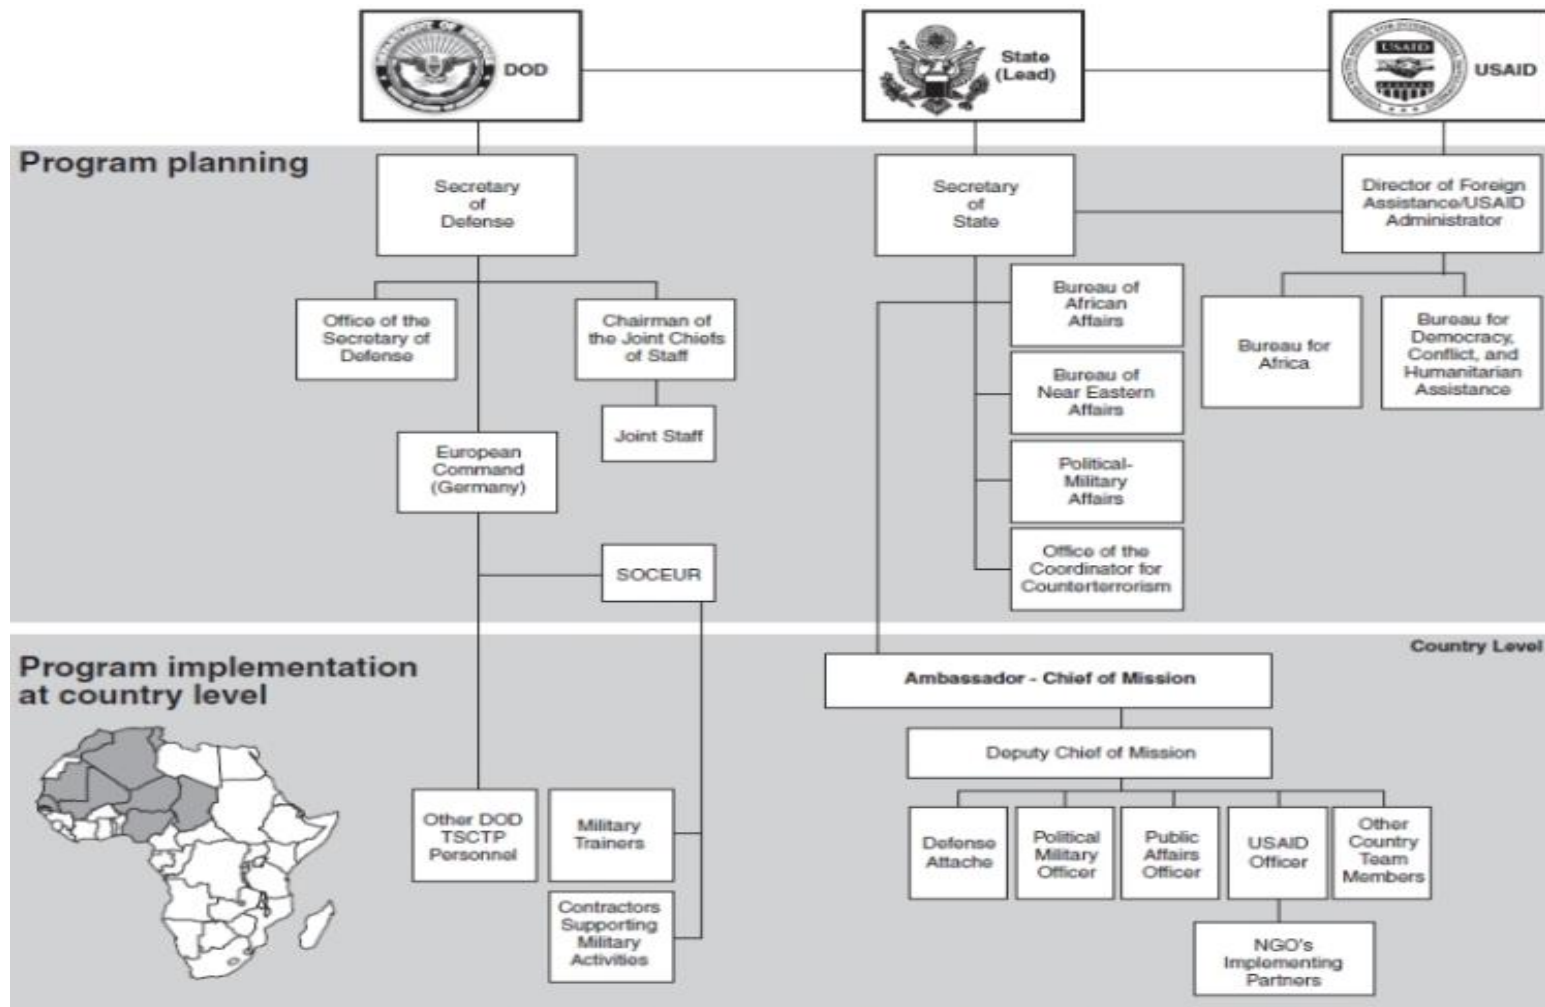 DOD
State
(Lead)
USAID
USAID
Program planning
Secretary
of
Defense
Secretary
of
State
Director of Foreign
Assistance/USAID
Administrator
Office of the
Secretary of
Defense
Chairman of
the Joint Chiefs
of Staff
Joint Staff
European
Command
(Germany)
SOCEUR
Bureau of
African
Affairs
Bureau of
Near Eastern
Affairs
Political-
Military
Affairs
Office of the
Coordinator for
Counterterrorism
Bureau for
Africa
Bureau for
Democracy,
Conflict, and
Humanitarian
Assistance
Program implementation
at country level
Country Level
Ambassador - Chief of Mission
Deputy Chief of Mission
Other DOD
TSCTP
Personnel
Military
Trainers
Contractors
Supporting
Military
Activities
Defense
Attache
Political
Military
Officer
Public
Affairs
Officer
USAID
Officer
Other
Country
Team
Members
NGO's
Implementing
Partners